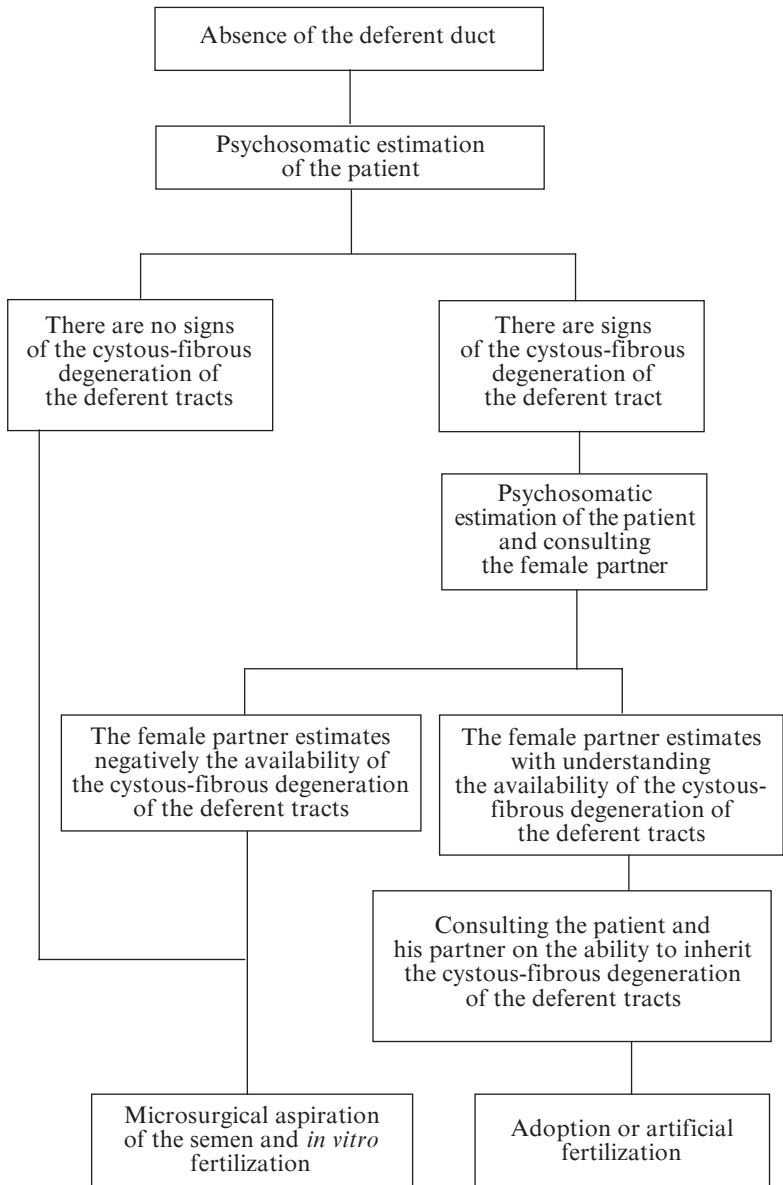 Absence of the deferent duct
Psychosomatic estimation
of the patient
There are no signs
of the cystous-fibrous
degeneration of
the deferent tracts
There are signs
of the cystous-fibrous
degeneration of
the deferent tract
Psychosomatic
estimation of the patient
and consulting
the female partner
The female partner estimates
negatively the availability of
the cystous-fibrous degeneration
of the deferent tracts
The female partner estimates
with understanding
the availability of the cystous-
fibrous degeneration of
the deferent tracts
Consulting the patient and
his partner on the ability to inherit
the cystous-fibrous degeneration
of the deferent tracts
Microsurgical aspiration
of the semen and in vitro
fertilization
Adoption or artificial
fertilization